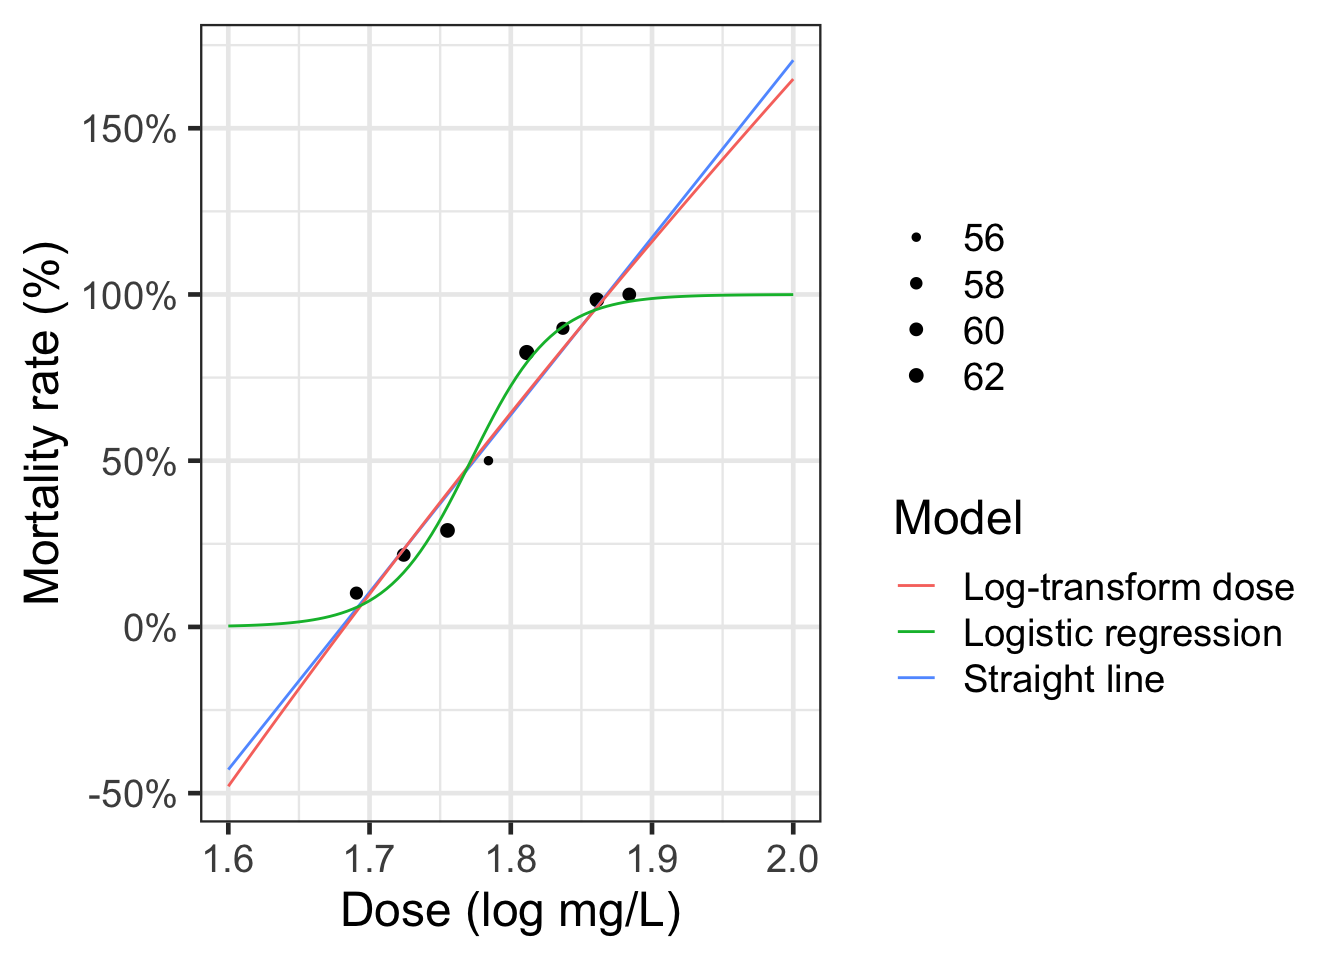 Mortality rate (%)
150%
100%
50%
0%
-50%
1.6 1.7 1.8 1.9 2.0
Dose (log mg/L)
56
58
60
62
Model
Log-transform dose
Logistic regression
Straight line